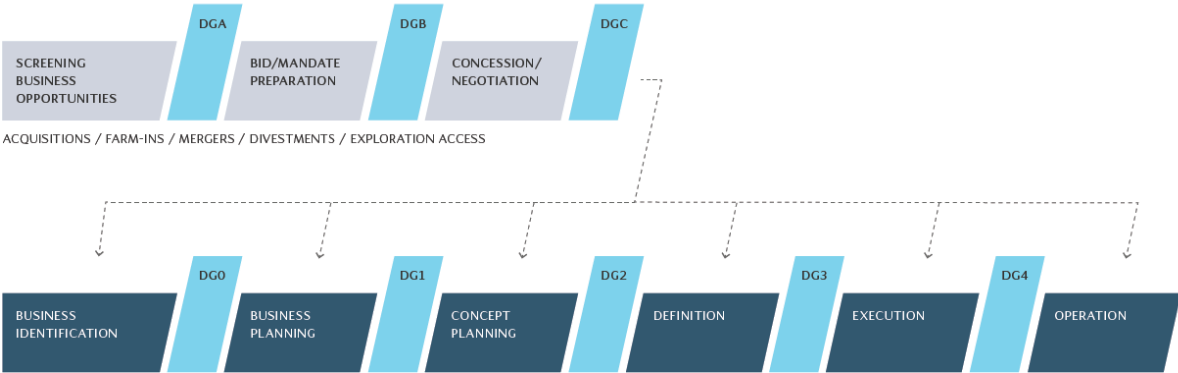 DGA
DGB
DGC
SCREENING
BUSINESS
OPPORTUNITIES
BID/MANDATE
PREPARATION
CONCESSION/
NEGOTIATION
ACQUISITIONS / FARM-INS / MERGERS / DIVESTMENTS / EXPLORATION ACCESS
DG0
DG1
DG2
DG3
DG4
BUSINESS
IDENTIFICATION
BUSINESS
PLANNING
CONCEPT
PLANNING
DEFINITION
EXECUTION
OPERATION